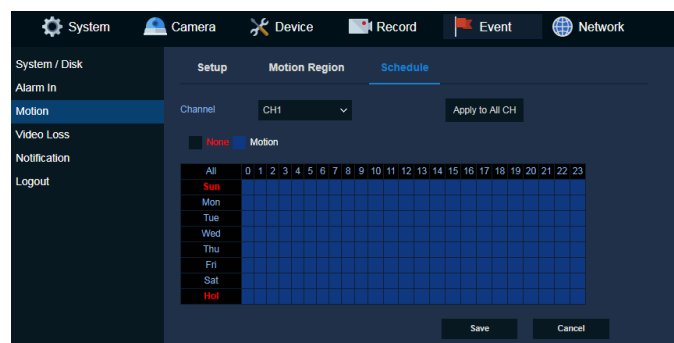 System Camera Device Record Event Network
System / Disk
Alarm In
Motion
Video Loss
Notification
Logout
Setup Motion Region Schedule
Channel CH1 Apply to All CH
None Motion
All 0 1 2 3 4 5 6 7 8 9 10 11 12 13 14 15 16 17 18 19 20 21 22 23
Sun
Mon
Tue
Wed
Thu
Fri
Sat
Hol
Save Cancel